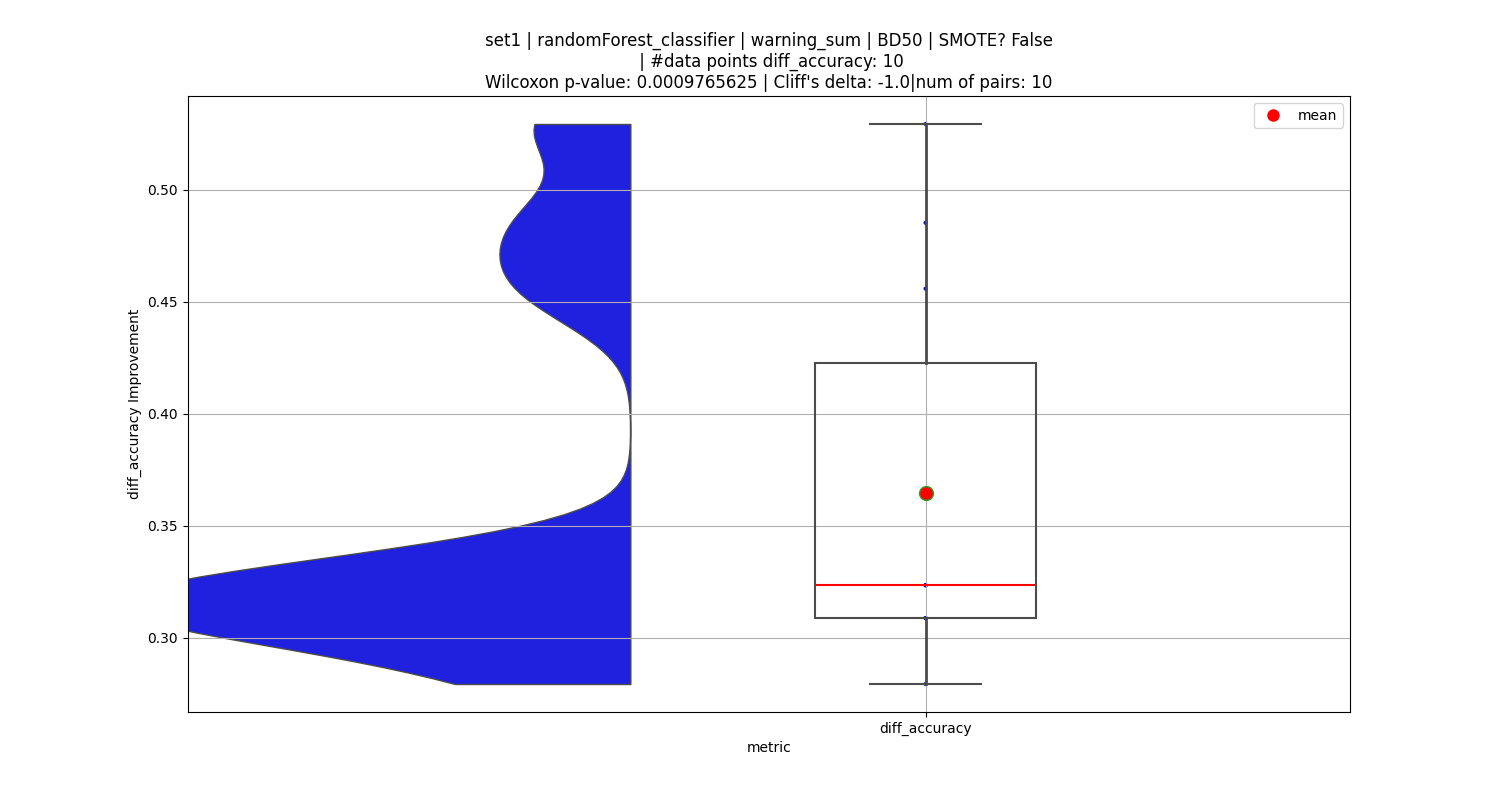 set1 | randomForest_classifier | warning_sum | BD50 | SMOTE? False
| #data points diff_accuracy: 10
Wilcoxon p-value: 0.0009765625 | Cliff's delta: -1.0|num of pairs: 10
mean
0.50
0.45
0.40
0.35
0.30
diff_accuracy Improvement
diff_accuracy
metric